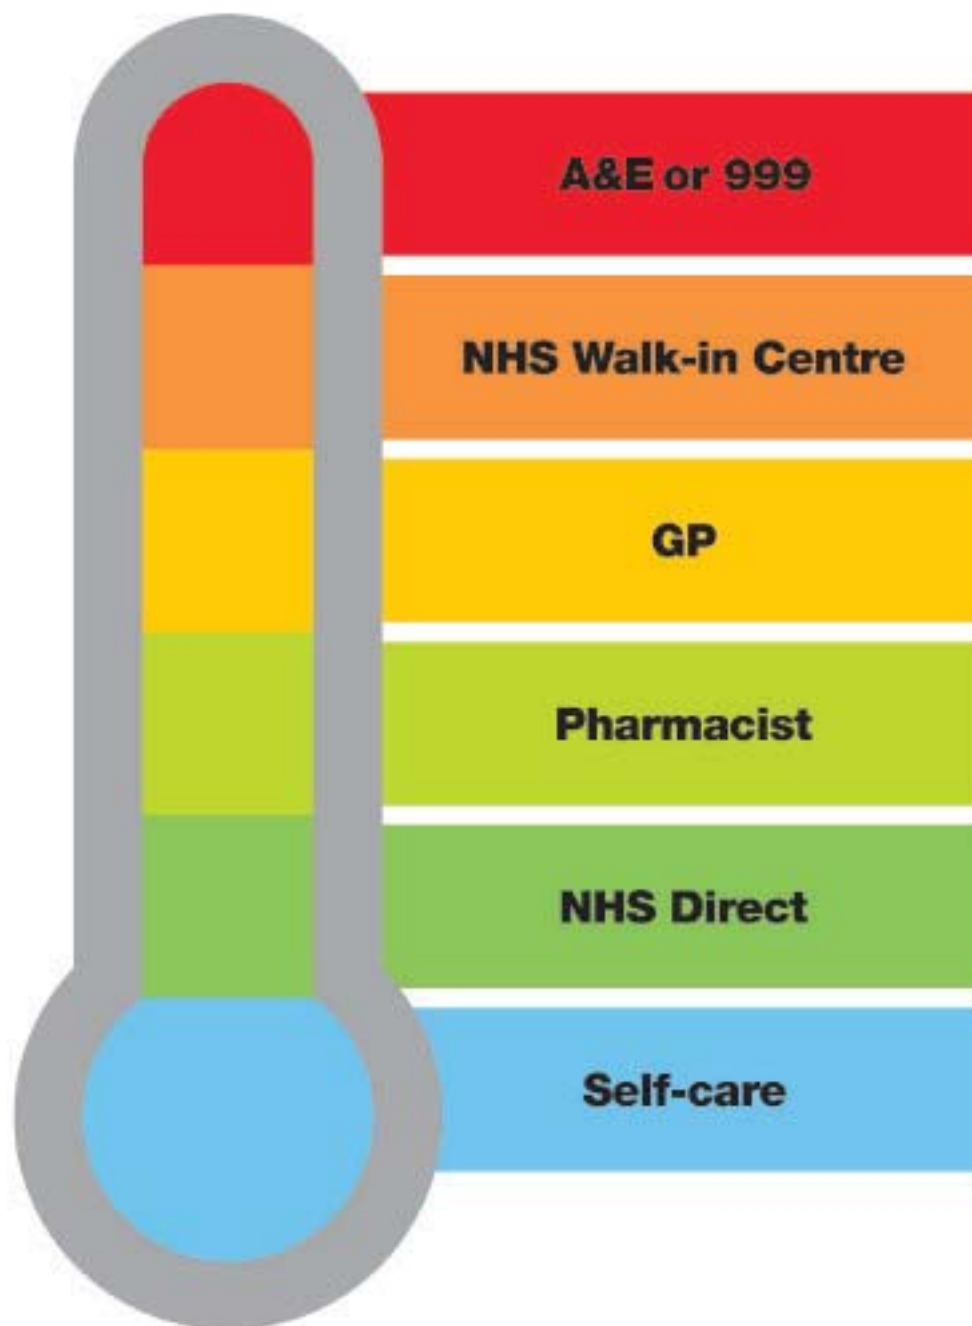 A&E or 999
NHS Walk-in Centre
GP
Pharmacist
NHS Direct
Self-care